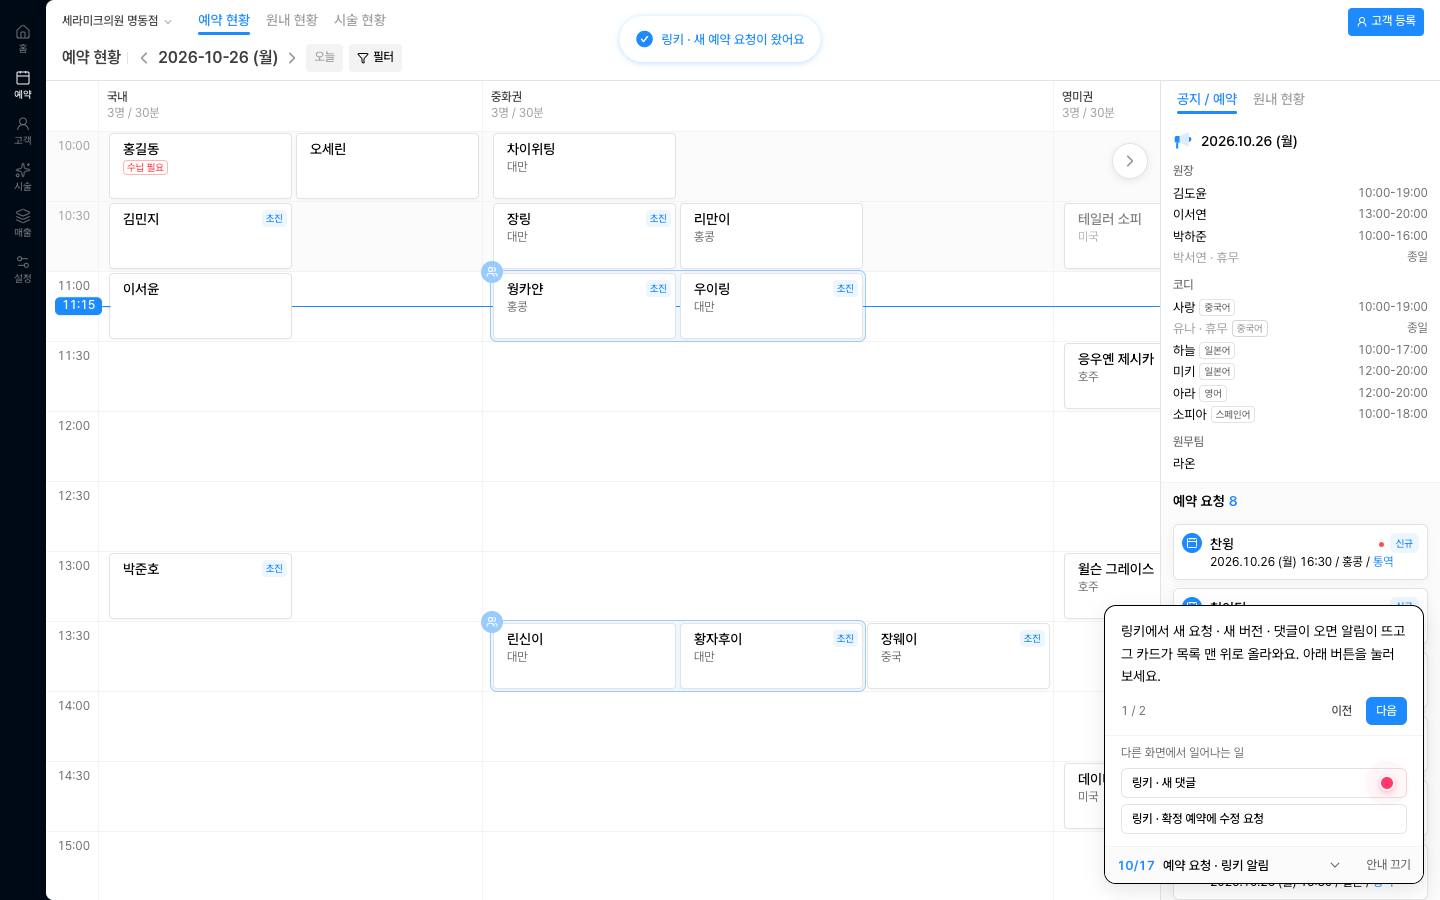 홈
예약
고객
시술
매출
설정
세라미크의원 명동점
예약 현황 원내 현황 시술 현황
예약 현황
2026-10-26 (월)
오늘
필터
링키 · 새 예약 요청이 왔어요
고객 등록
국내
3명 / 30분
중화권
3명 / 30분
영미권
3명 / 30분
10:00
홍길동
수납 필요
오세린
차이위팅
대만
10:30
김민지 초진
장링 초진
대만
리만이
홍콩
테일러 소피
미국
11:00
11:15
이서윤
웡카얀 초진
홍콩
우이링 초진
대만
11:30
응우옌 제시카
호주
12:00
12:30
13:00
박준호 초진
윌슨 그레이스
호주
13:30
린신이
대만
황자후이 초진
대만
장웨이 초진
중국
14:00
14:30
미국
15:00
공지 / 예약 원내 현황
2026.10.26 (월)
원장
김도윤 10:00-19:00
이서연 13:00-20:00
박하준 10:00-16:00
박서연 · 휴무 종일
코디
사랑 중국어 10:00-19:00
유나 · 휴무 중국어 종일
하늘 일본어 10:00-17:00
미키 일본어 12:00-20:00
아라 영어 12:00-20:00
소피아 스페인어 10:00-18:00
원무팀
라온
예약 요청 8
찬윙 신규
2026.10.26 (월) 16:30 / 홍콩 / 통역
링키에서 새 요청 · 새 버전 · 댓글이 오면 알림이 뜨고
그 카드가 목록 맨 위로 올라와요. 아래 버튼을 눌러
보세요.
1 / 2
이전
다음
다른 화면에서 일어나는 일
링키 · 새 댓글
링키 · 확정 예약에 수정 요청
10/17 예약 요청 · 링키 알림
안내 끄기